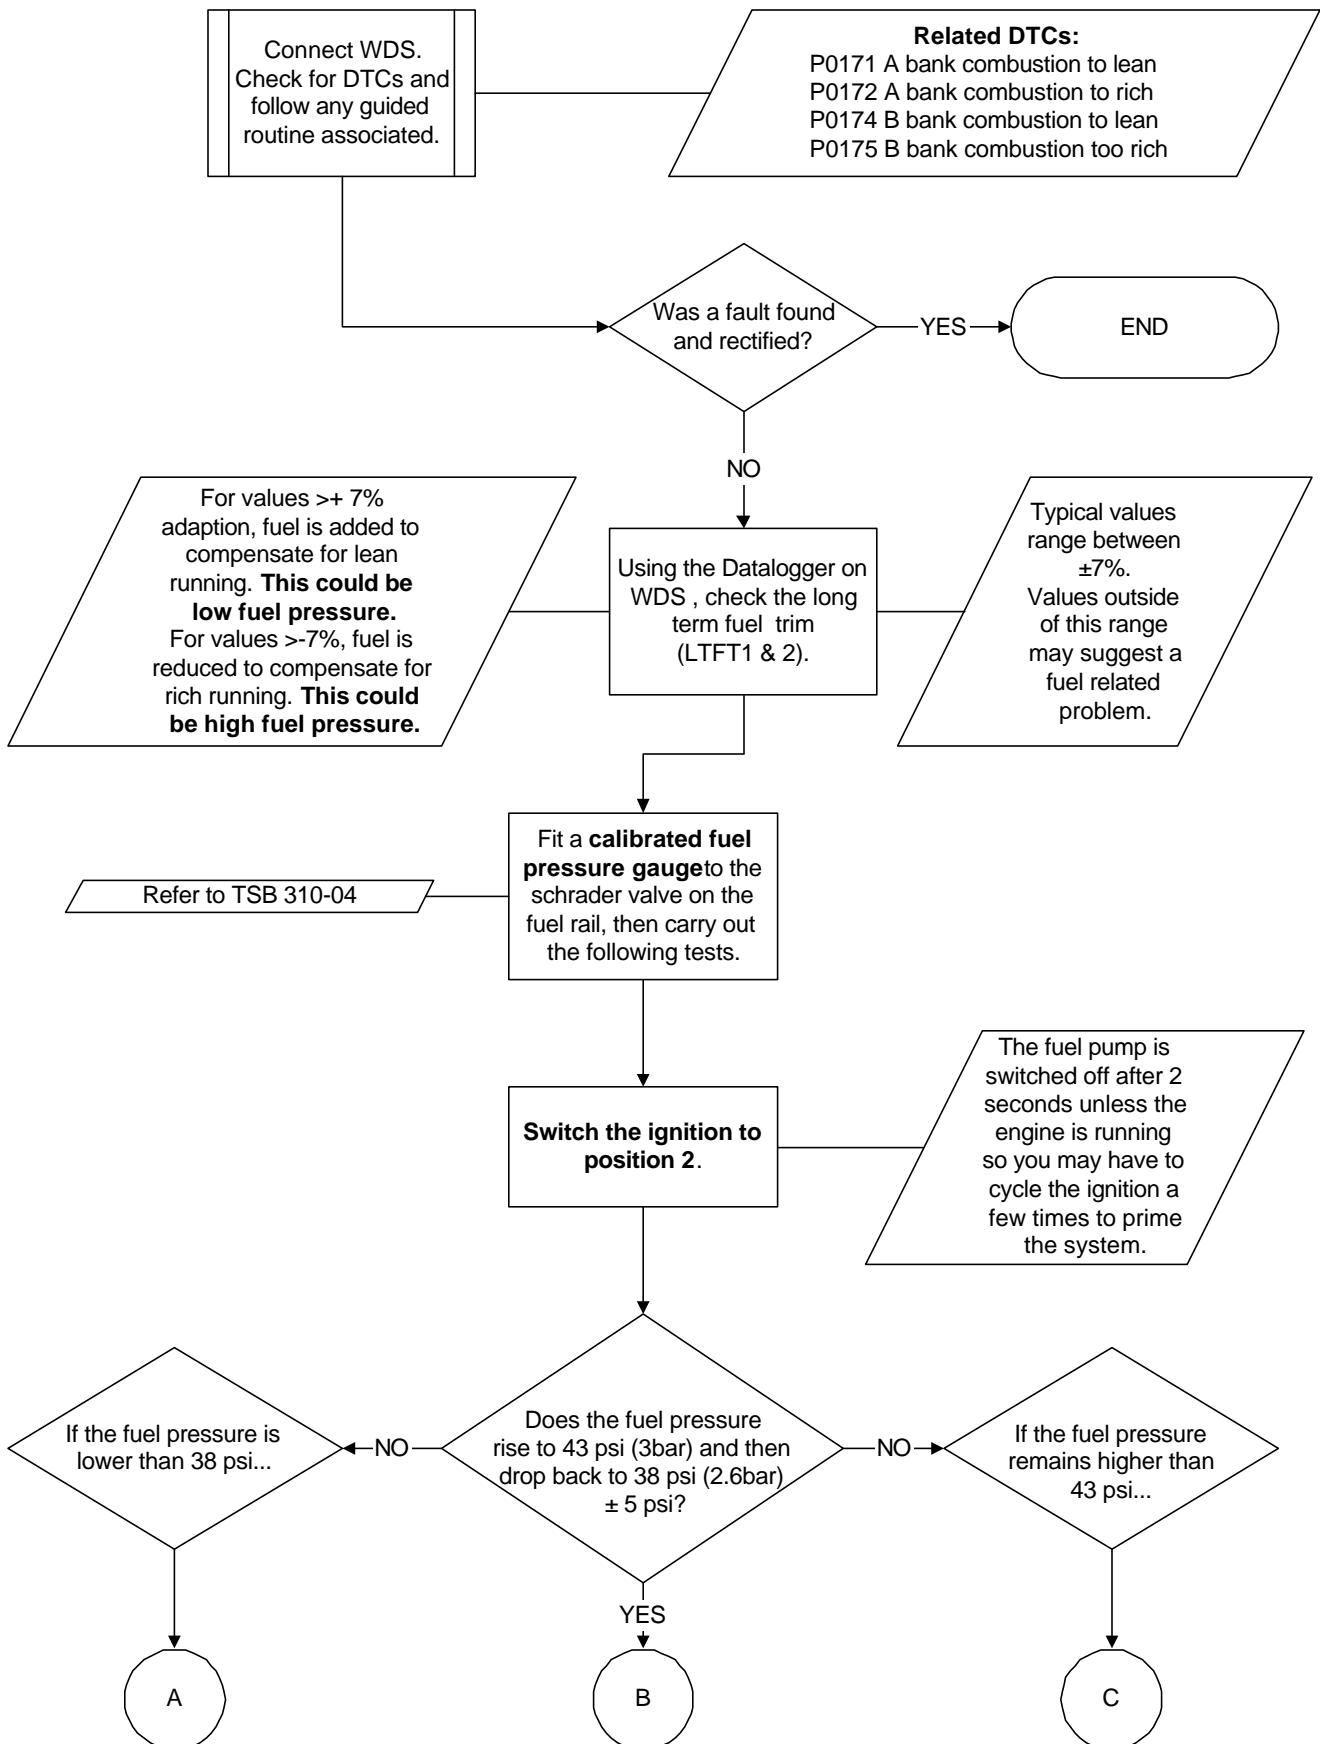 Connect WDS.
Check for DTCs and
follow any guided
routine associated.
Related DTCs:
P0171 A bank combustion to lean
P0172 A bank combustion to rich
P0174 B bank combustion to lean
P0175 B bank combustion too rich
Was a fault found
and rectified?
YES
END
NO
For values >+ 7%
adaption, fuel is added to
compensate for lean
running. This could be
low fuel pressure.
For values >-7%, fuel is
reduced to compensate for
rich running. This could
be high fuel pressure.
Using the Datalogger on
WDS , check the long
term fuel trim
(LTFT1 & 2).
Typical values
range between
±7%.
Values outside
of this range
may suggest a
fuel related
problem.
Fit a calibrated fuel
pressure gaugeto the
schrader valve on the
fuel rail, then carry out
the following tests.
Refer to TSB 310-04
Switch the ignition to
position 2.
The fuel pump is
switched off after 2
seconds unless the
engine is running
so you may have to
cycle the ignition a
few times to prime
the system.
If the fuel pressure is
lower than 38 psi...
NO
Does the fuel pressure
rise to 43 psi (3bar) and then
drop back to 38 psi (2.6bar)
± 5 psi?
NO
If the fuel pressure
remains higher than
43 psi...
YES
A
B
C